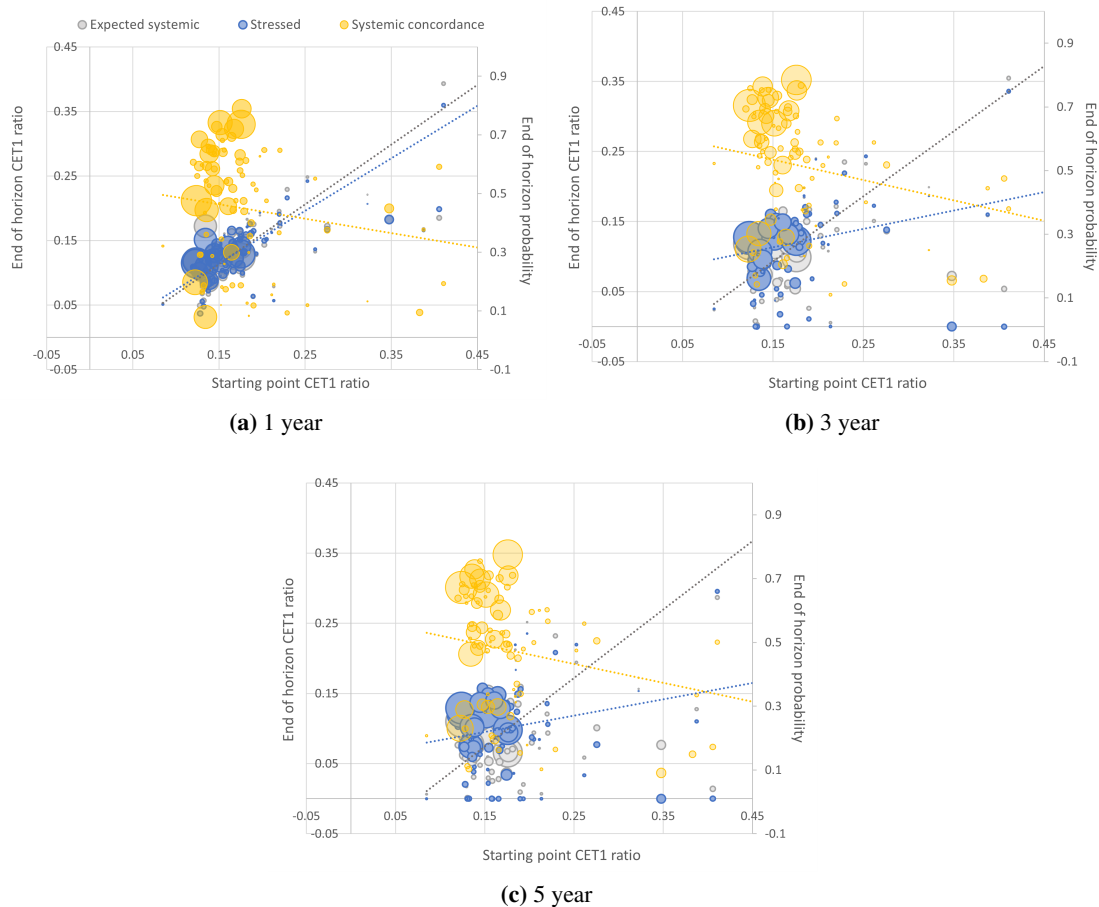 Expected systemic Stressed Systemic concordance
0.45
0.35
0.25
0.15
0.05
-0.05
-0.05 0.05 0.15 0.25 0.35 0.45
0.9
0.7
0.5
0.3
0.1
-0.1
End of horizon CET1 ratio
End of horizon probability
Starting point CET1 ratio
(a) 1 year
0.45
0.35
0.25
0.15
0.05
-0.05
-0.05 0.05 0.15 0.25 0.35 0.45
0.9
0.7
0.5
0.3
0.1
-0.1
End of horizon CET1 ratio
End of horizon probability
Starting point CET1 ratio
(b) 3 year
0.45
0.35
0.25
0.15
0.05
-0.05
-0.05 0.05 0.15 0.25 0.35 0.45
0.9
0.7
0.5
0.3
0.1
-0.1
End of horizon CET1 ratio
End of horizon probability
Starting point CET1 ratio
(c) 5 year